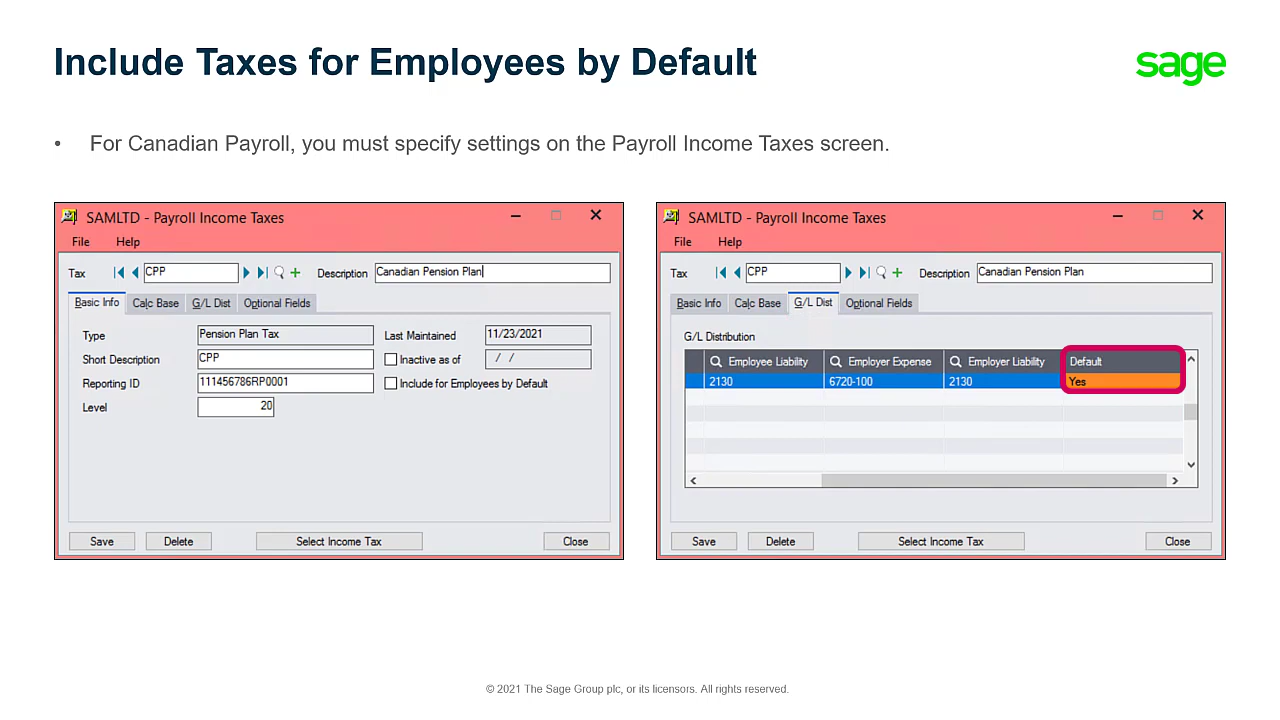 Include Taxes for Employees by Default
sage
• For Canadian Payroll, you must specify settings on the Payroll Income Taxes screen.
SAMLTD - Payroll Income Taxes
File Help
Tax CPP Description Canadian Pension Plan
Basic Info Calc Base G/L Dist Optional Fields
Type Pension Plan Tax Last Maintained 11/23/2021
Short Description CPP Inactive as of / /
Reporting ID 111456786RP0001 Include for Employees by Default
Level 20
Save Delete Select Income Tax Close
SAMLTD - Payroll Income Taxes
File Help
Tax CPP Description Canadian Pension Plan
Basic Info Calc Base G/L Dist Optional Fields
G/L Distribution
Employee Liability Employer Expense Employer Liability Default
2130 6720-100 2130 Yes
Save Delete Select Income Tax Close
© 2021 The Sage Group plc, or its licensors. All rights reserved.